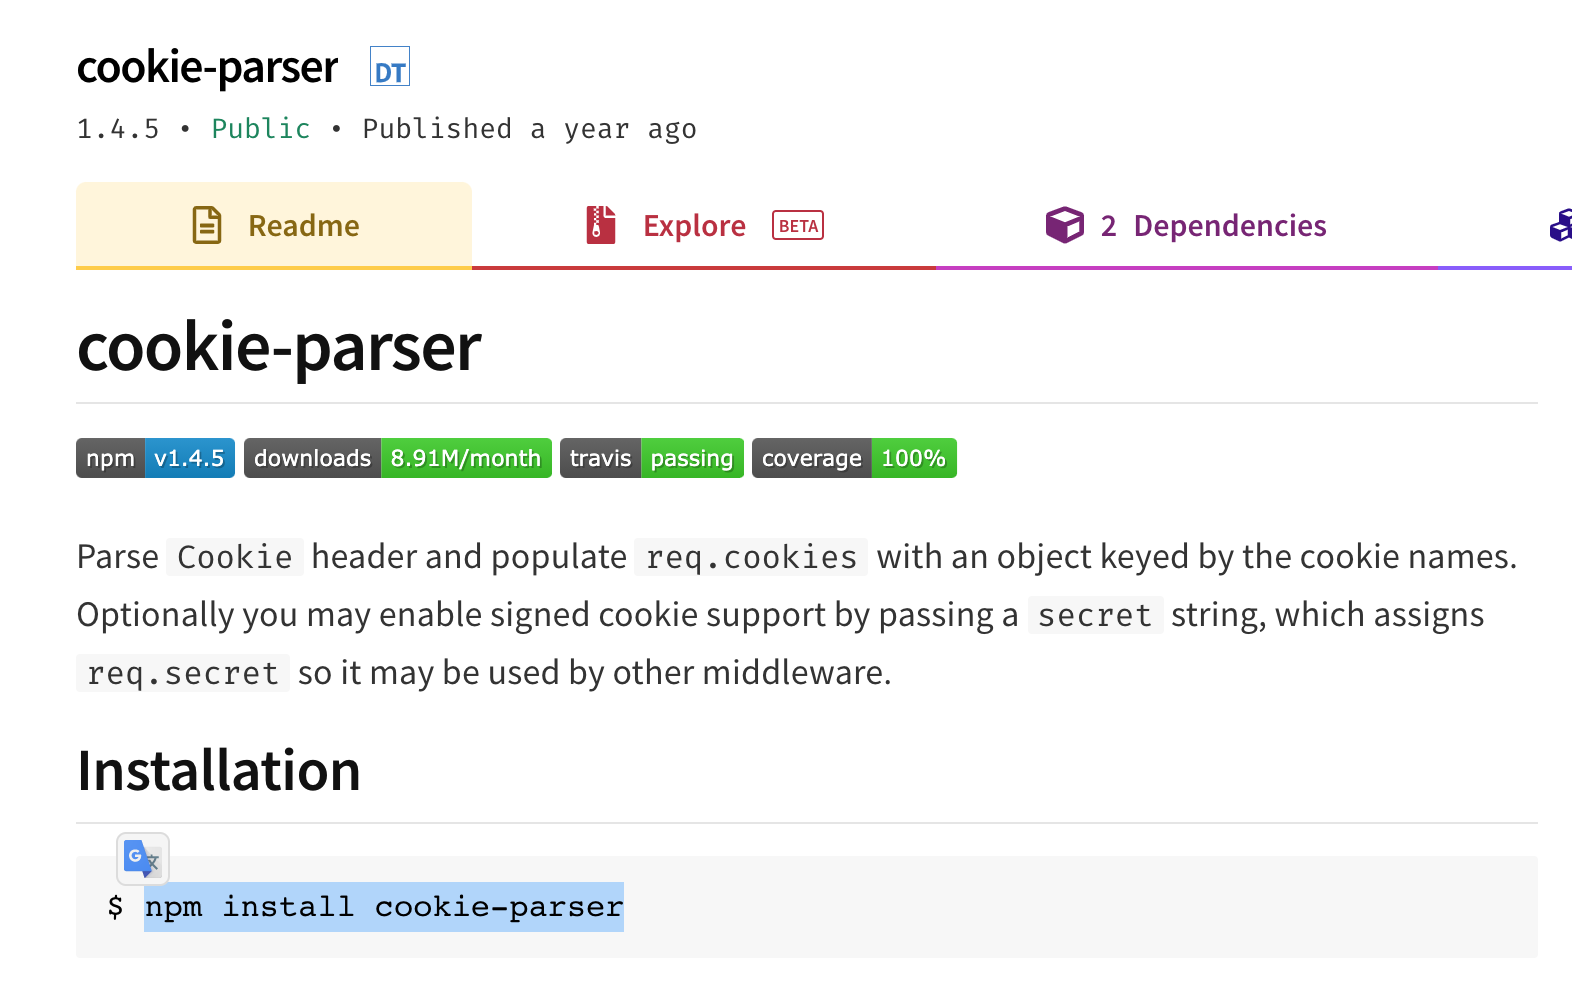 cookie-parser DT
1.4.5 • Public • Published a year ago
Readme Explore BETA 2 Dependencies
cookie-parser
npm v1.4.5 downloads 8.91M/month travis passing coverage 100%
Parse Cookie header and populate req.cookies with an object keyed by the cookie names.
Optionally you may enable signed cookie support by passing a secret string, which assigns
req.secret so it may be used by other middleware.
Installation
G 文
$ npm install cookie-parser